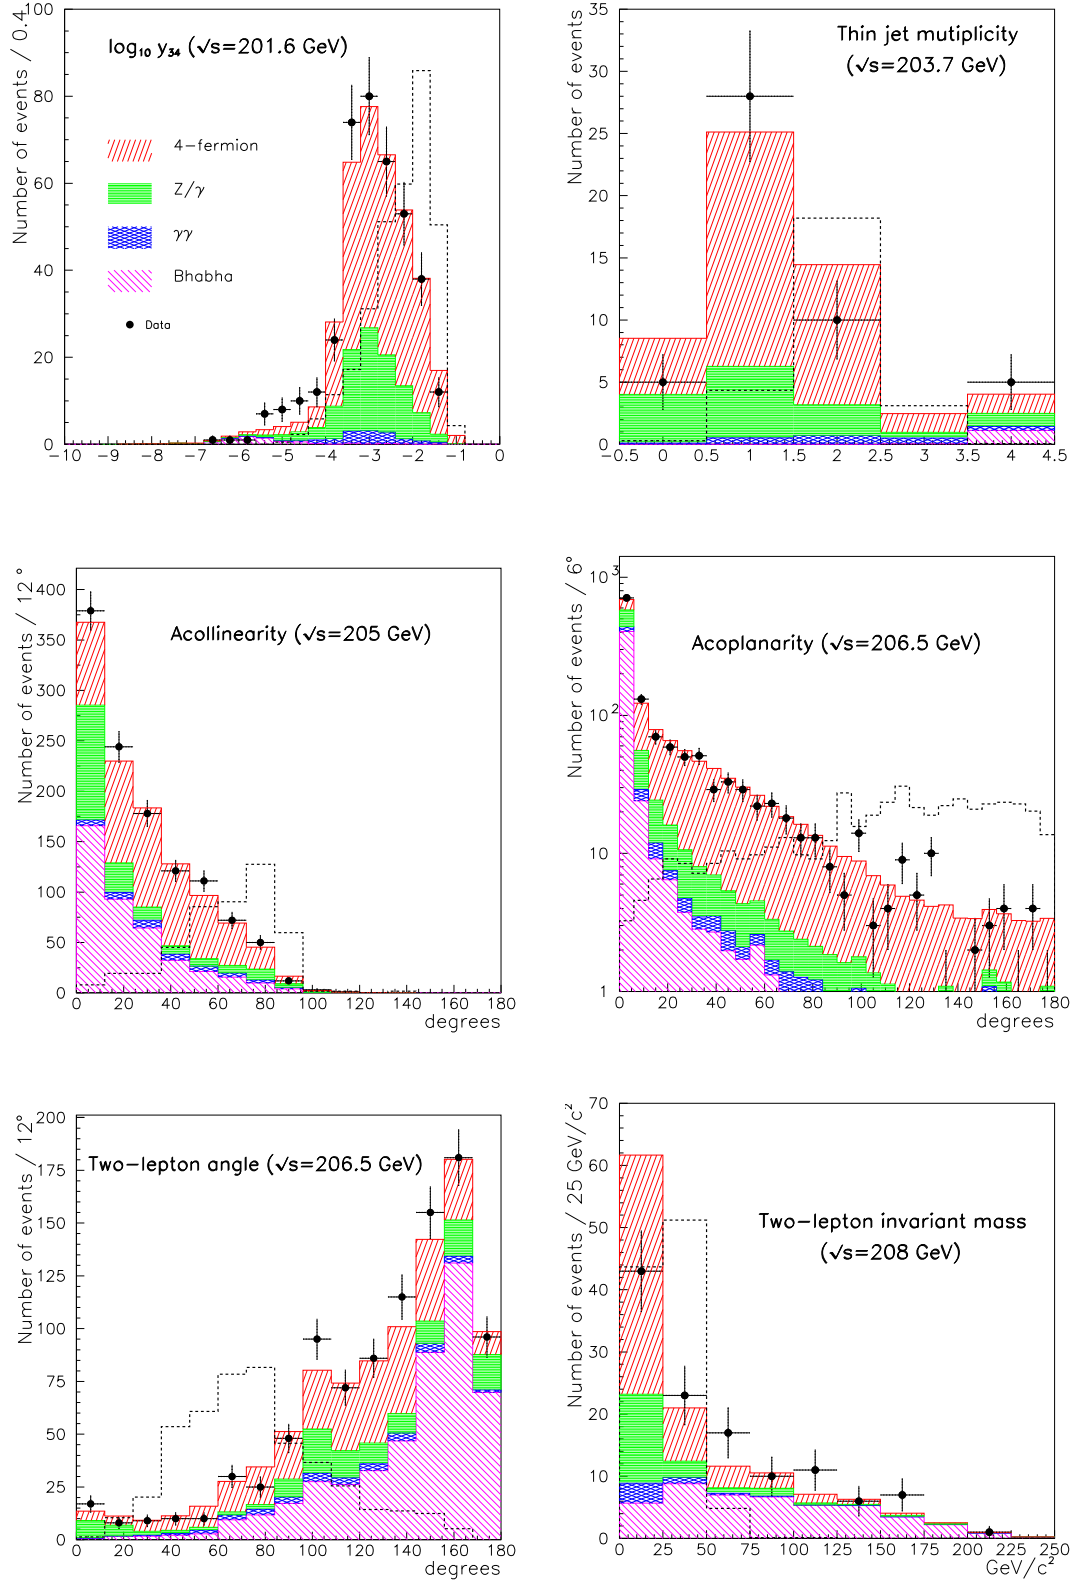 Number of events / 0.4
100
80
60
40
20
0
log₁₀ y₃₄ (√s=201.6 GeV)
4-fermion
Z/γ
γγ
Bhabha
Data
-10 -9 -8 -7 -6 -5 -4 -3 -2 -1 0
Number of events
35
30
25
20
15
10
5
0
Thin jet mutiplicity
(√s=203.7 GeV)
-0.5 0 0.5 1 1.5 2 2.5 3 3.5 4 4.5
Number of events / 12°
400
350
300
250
200
150
100
50
0
Acollinearity (√s=205 GeV)
0 20 40 60 80 100 120 140 160 180
degrees
Number of events / 6°
10³
10²
10
1
Acoplanarity (√s=206.5 GeV)
0 20 40 60 80 100 120 140 160 180
degrees
Number of events / 12°
200
175
150
125
100
75
50
25
0
Two-lepton angle (√s=206.5 GeV)
0 20 40 60 80 100 120 140 160 180
degrees
Number of events / 25 GeV/c²
70
60
50
40
30
20
10
0
Two-lepton invariant mass
(√s=208 GeV)
0 25 50 75 100 125 150 175 200 225 250
GeV/c²